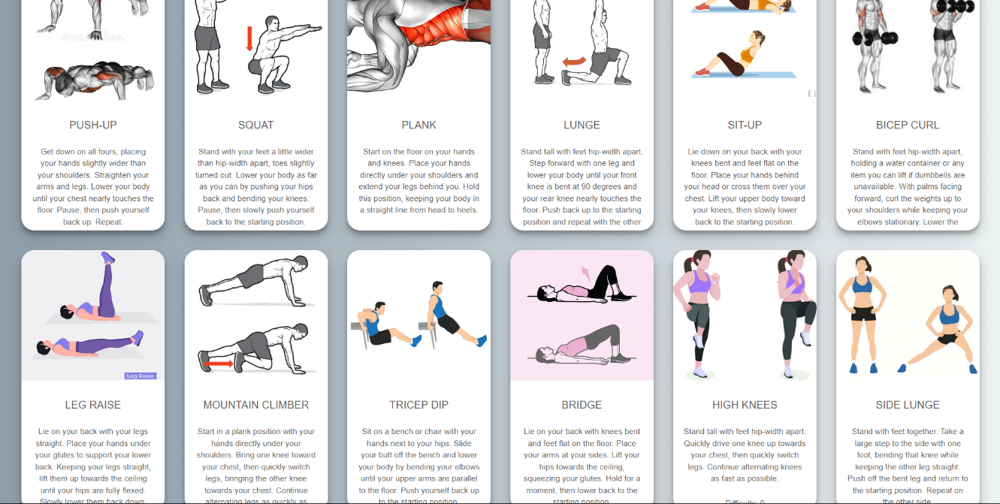 dreamstime.
E L
PUSH-UP
Get down on all fours, placing
your hands slightly wider than
your shoulders. Straighten your
arms and legs. Lower your body
until your chest nearly touches the
floor. Pause, then push yourself
back up. Repeat.
SQUAT
Stand with your feet a little wider
than hip-width apart, toes slightly
turned out. Lower your body as far
as you can by pushing your hips
back and bending your knees.
Pause, then slowly push yourself
back to the starting position.
PLANK
Start on the floor on your hands
and knees. Place your hands
directly under your shoulders and
extend your legs behind you. Hold
this position, keeping your body in
a straight line from head to heels.
LUNGE
Stand tall with feet hip-width apart.
Step forward with one leg and
lower your body until your front
knee is bent at 90 degrees and
your rear knee nearly touches the
floor. Push back up to the starting
position and repeat with the other
SIT-UP
Lie down on your back with your
knees bent and feet flat on the
floor. Place your hands behind
your head or cross them over your
chest. Lift your upper body toward
your knees, then slowly lower
back to the starting position.
BICEP CURL
Stand with feet hip-width apart,
holding a water container or any
item you can lift if dumbbells are
unavailable. With palms facing
forward, curl the weights up to
your shoulders while keeping your
elbows stationary. Lower the
Leg Raise
LEG RAISE
Lie on your back with your legs
straight. Place your hands under
your glutes to support your lower
back. Keeping your legs straight,
lift them up towards the ceiling
until your hips are fully flexed.
Slowly lower them back down
MOUNTAIN CLIMBER
Start in a plank position with your
hands directly under your
shoulders. Bring one knee toward
your chest, then quickly switch
legs, bringing the other knee
towards your chest. Continue
alternating legs as quickly as
TRICEP DIP
Sit on a bench or chair with your
hands next to your hips. Slide
your butt off the bench and lower
your body by bending your elbows
until your upper arms are parallel
to the floor. Push yourself back up
to the starting position.
BRIDGE
Lie on your back with knees bent
and feet flat on the floor. Place
your arms at your sides. Lift your
hips towards the ceiling,
squeezing your glutes. Hold for a
moment, then lower back to the
starting position.
HIGH KNEES
Stand tall with feet hip-width apart.
Quickly drive one knee up towards
your chest, then quickly switch
legs. Continue alternating knees
as fast as possible.
Difficulty: 0
SIDE LUNGE
Stand with feet together. Take a
large step to the side with one
foot, bending that knee while
keeping the other leg straight.
Push off the bent leg and return to
the starting position. Repeat on
the other side.